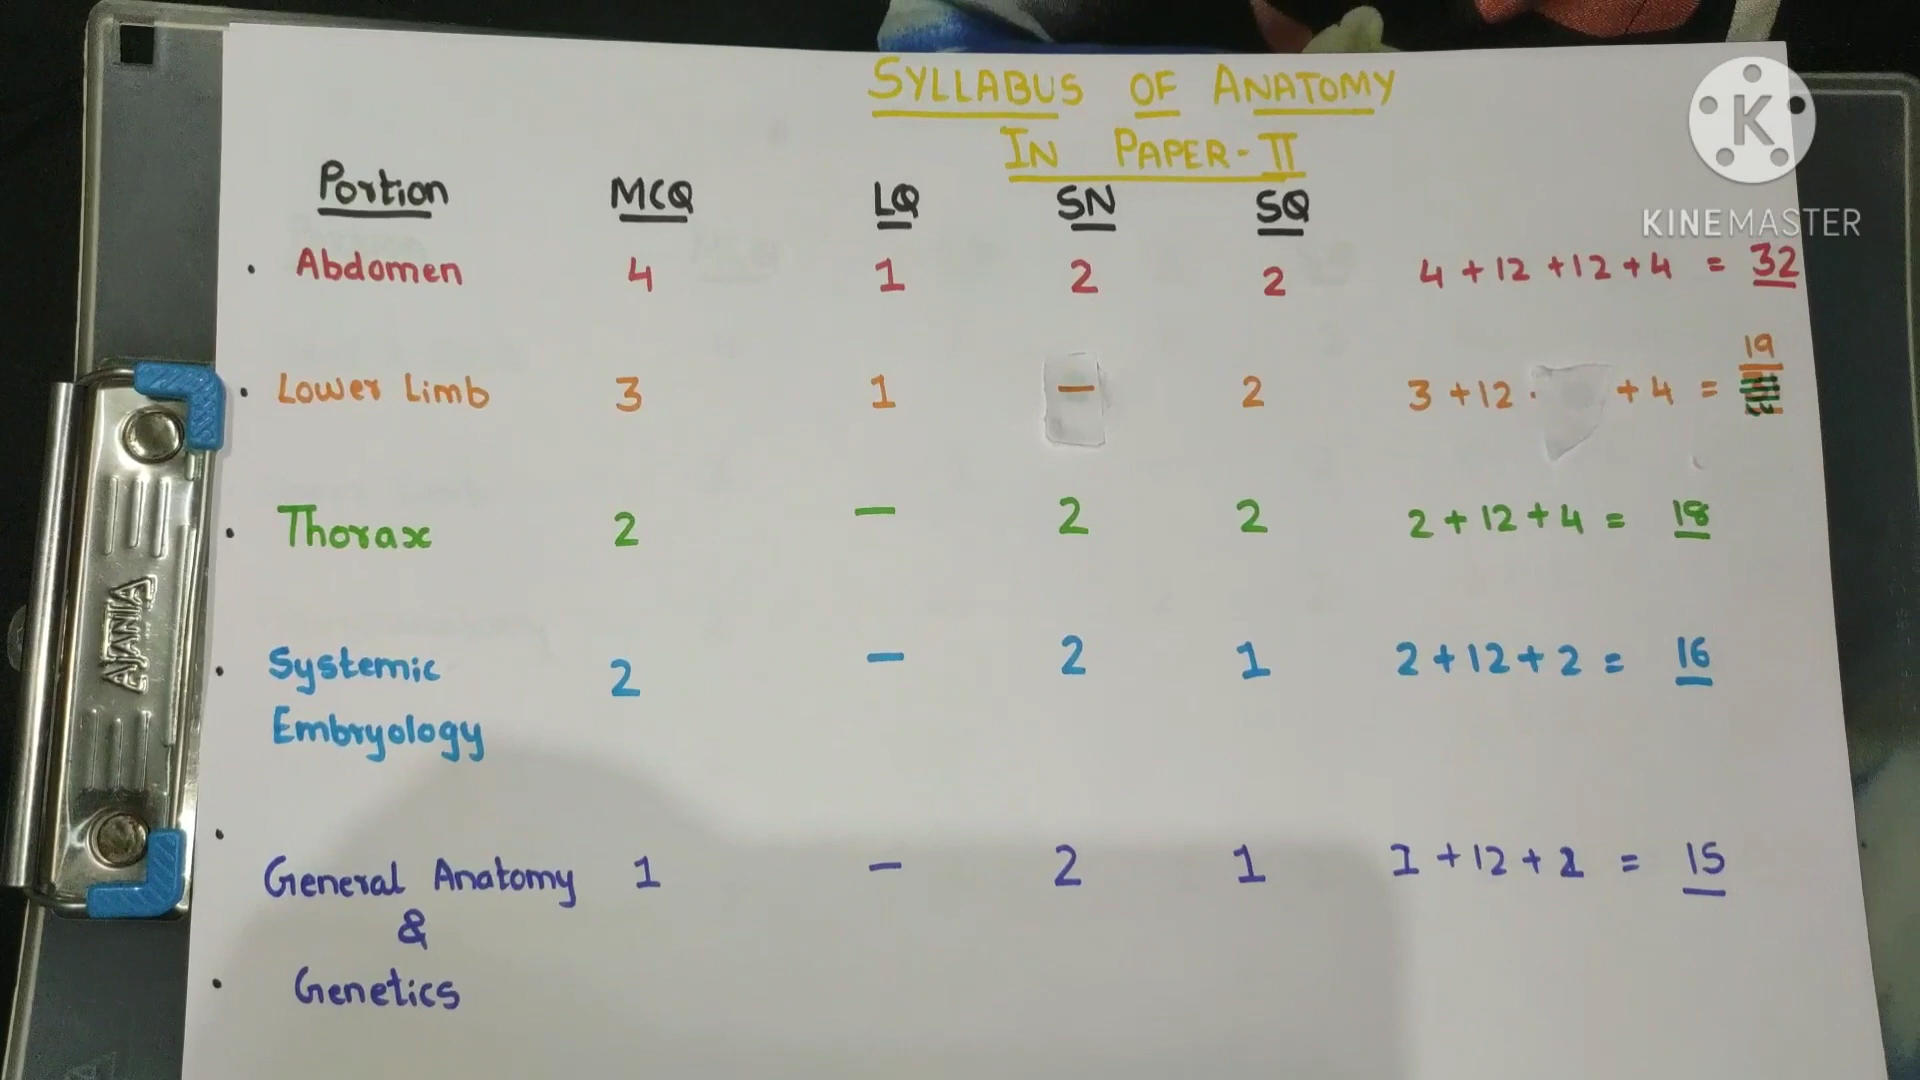 SYLLABUS OF ANATOMY
IN PAPER-II
K
KINEMASTER
Portion MCQ LQ SN SQ
• Abdomen 4 1 2 2 4+12+12+4 = 32
19
• Lower Limb 3 1 – 2 3+12. +4 =
• Thorax 2 – 2 2 2+12+4 = 18
• Systemic 2 – 2 1 2+12+2 = 16
Embryology
•
General Anatomy 1 – 2 1 1+12+2 = 15
&
• Genetics
AJANTA